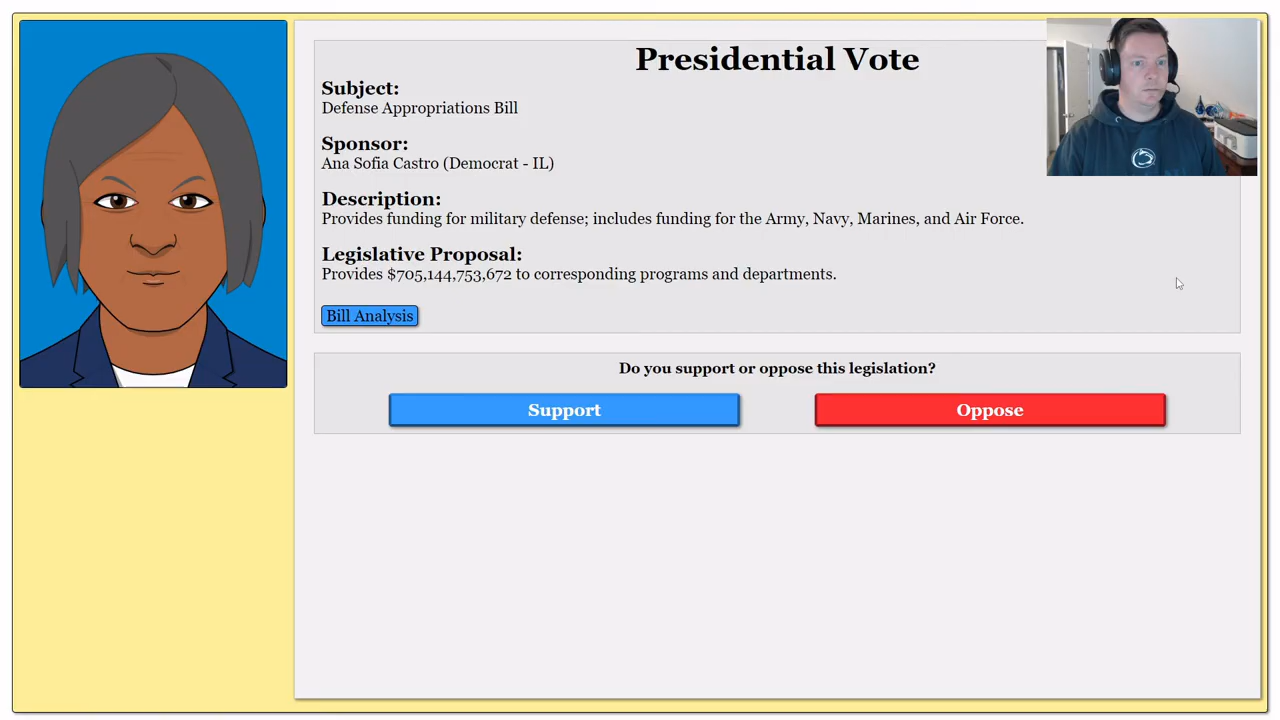 Presidential Vote
Subject:
Defense Appropriations Bill
Sponsor:
Ana Sofia Castro (Democrat - IL)
Description:
Provides funding for military defense; includes funding for the Army, Navy, Marines, and Air Force.
Legislative Proposal:
Provides $705,144,753,672 to corresponding programs and departments.
Bill Analysis
Do you support or oppose this legislation?
Support
Oppose